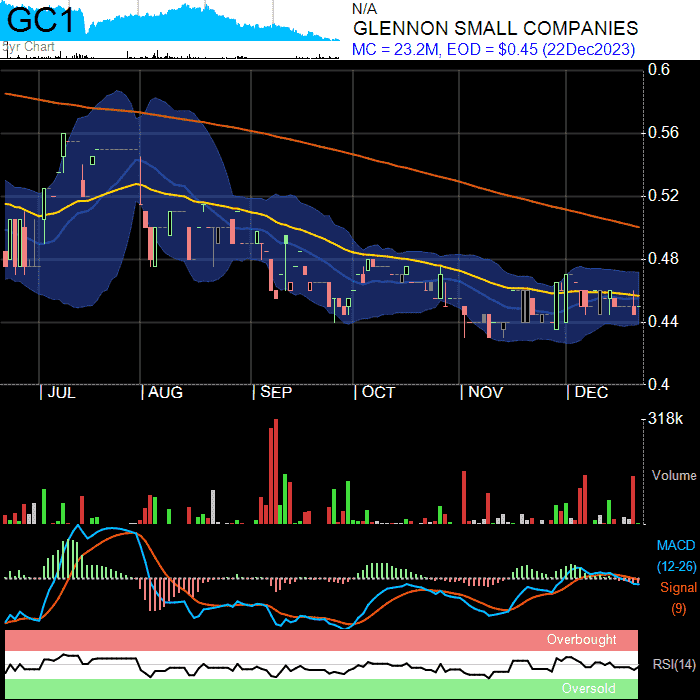 GC1
5yr Chart
N/A
GLENNON SMALL COMPANIES
MC = 23.2M, EOD = $0.45 (22Dec2023)
0.6
0.56
0.52
0.48
0.44
0.4
JUL
AUG
SEP
OCT
NOV
DEC
318k
Volume
MACD
(12-26)
Signal
(9)
Overbought
RSI(14)
Oversold